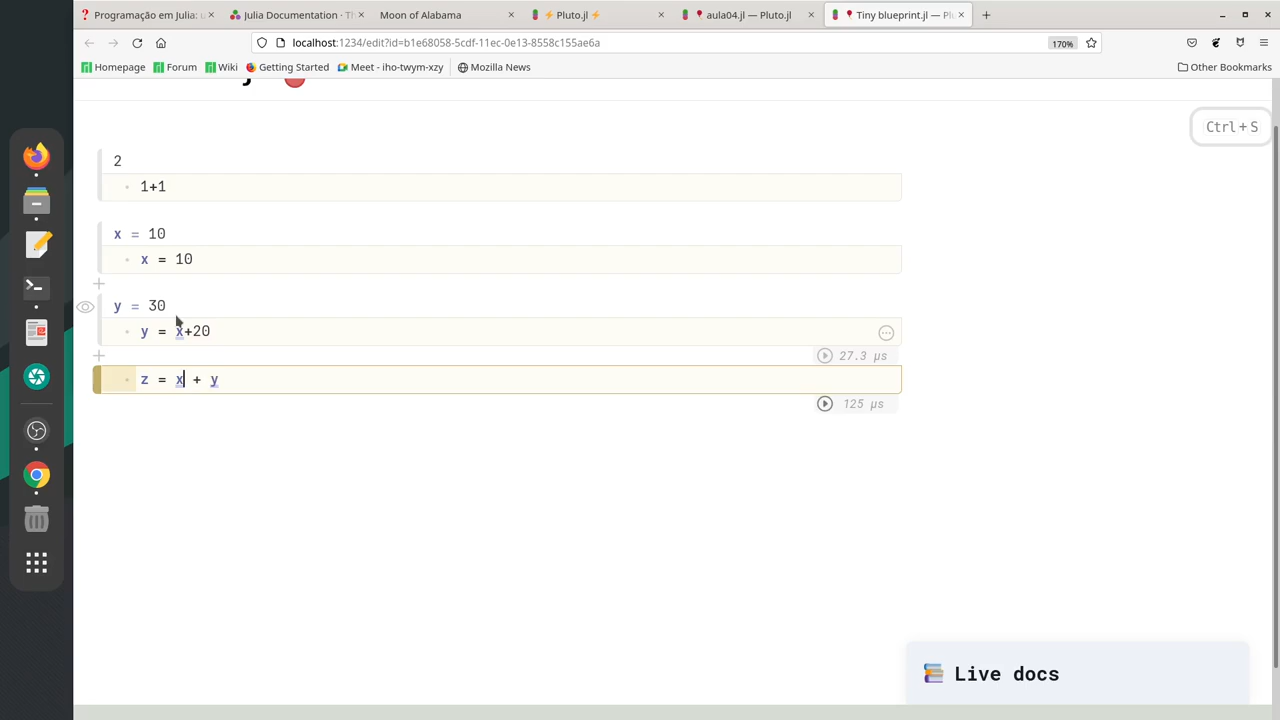 Programação em Julia: u
Julia Documentation · Th
Moon of Alabama
Pluto.jl
aula04.jl — Pluto.jl
Tiny blueprint.jl — Plu
localhost:1234/edit?id=b1e68058-5cdf-11ec-0e13-8558c155ae6a
170%
Homepage
Forum
Wiki
Getting Started
Meet - iho-twym-xzy
Mozilla News
Other Bookmarks
Ctrl + S
2
1+1
x = 10
x = 10
y = 30
y = x+20
27.3 μs
z = x + y
125 μs
Live docs